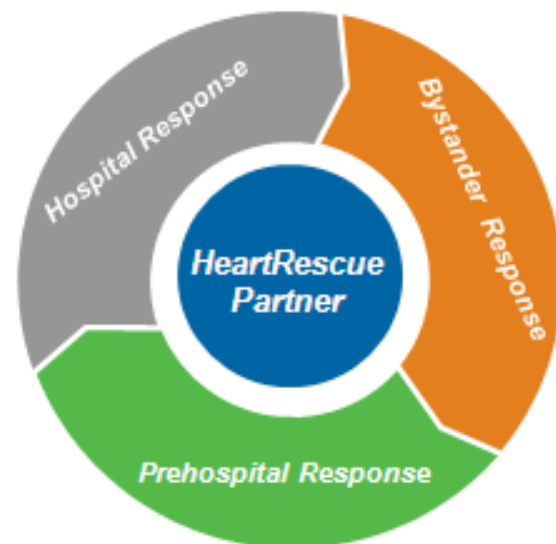 Hospital Response
Bystander Response
HeartRescue
Partner
Prehospital Response